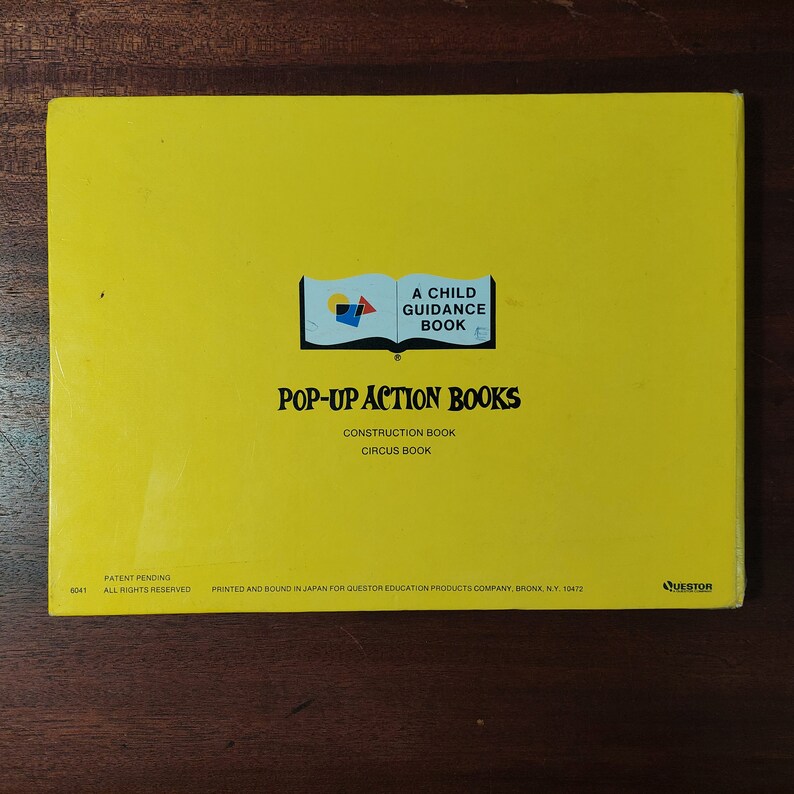 A CHILD
GUIDANCE
BOOK
®
POP-UP ACTION BOOKS
CONSTRUCTION BOOK
CIRCUS BOOK
PATENT PENDING
6041 ALL RIGHTS RESERVED PRINTED AND BOUND IN JAPAN FOR QUESTOR EDUCATION PRODUCTS COMPANY, BRONX, N.Y. 10472
QUESTOR